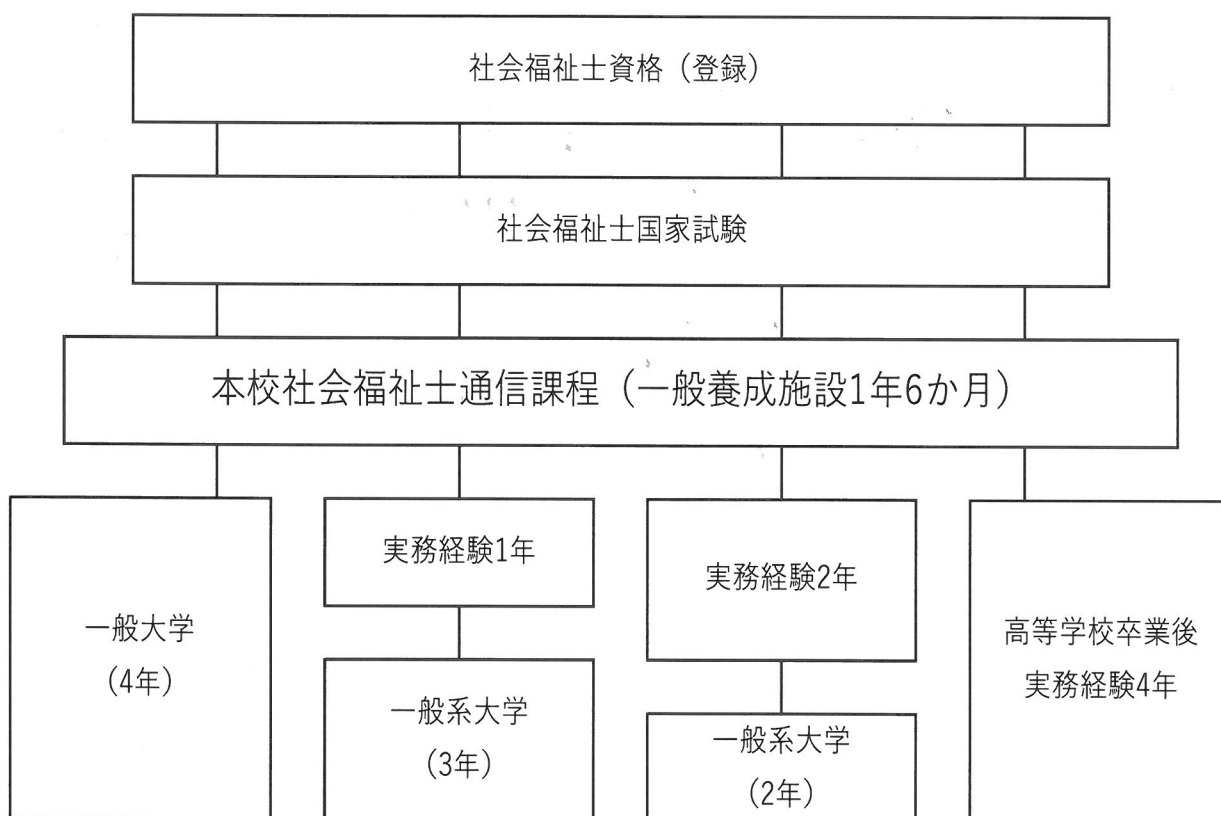 社会福祉士資格（登録）
社会福祉士国家試験
本校社会福祉士通信課程（一般養成施設1年6か月）
一般大学
（4年）
実務経験1年
一般系大学
（3年）
実務経験2年
一般系大学
（2年）
高等学校卒業後
実務経験4年